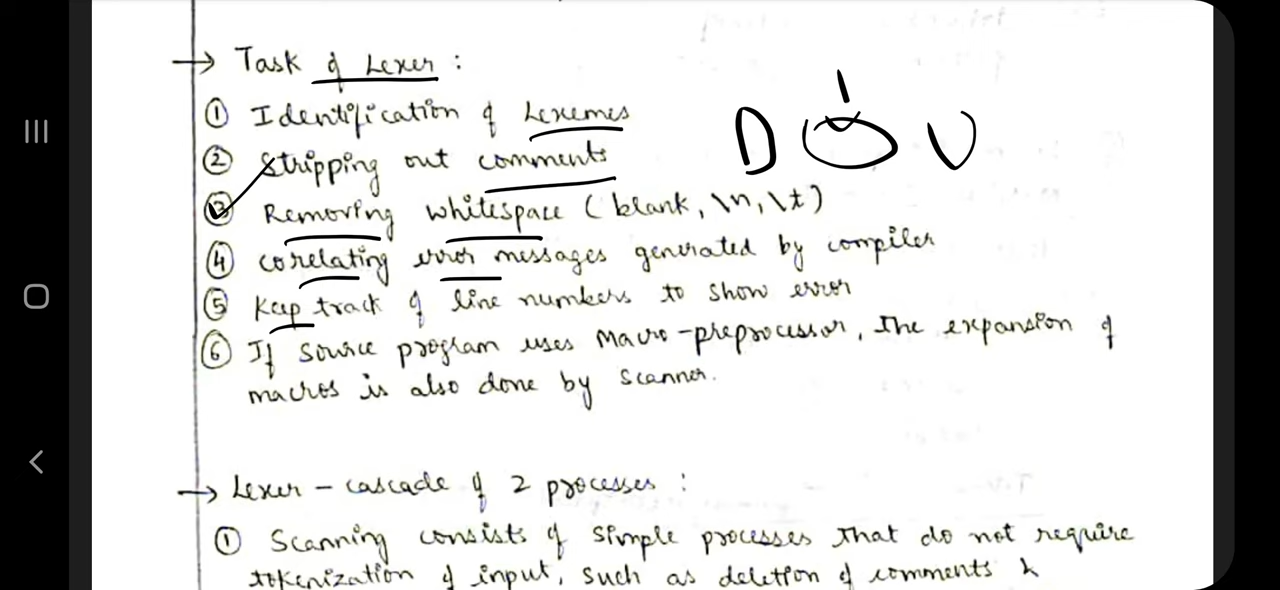 → Task of Lexer :
① Identification of Lexemes
② Stripping out comments
③ Removing whitespace (blank, \n, \t)
④ corelating error messages generated by compiler
⑤ Keep track of line numbers to show error
⑥ If source program uses Macro-preprocessor, The expansion of
macros is also done by scanner.
→ Lexer - cascade of 2 processes :
① Scanning consists of simple processes that do not require
tokenization of input, such as deletion of comments &